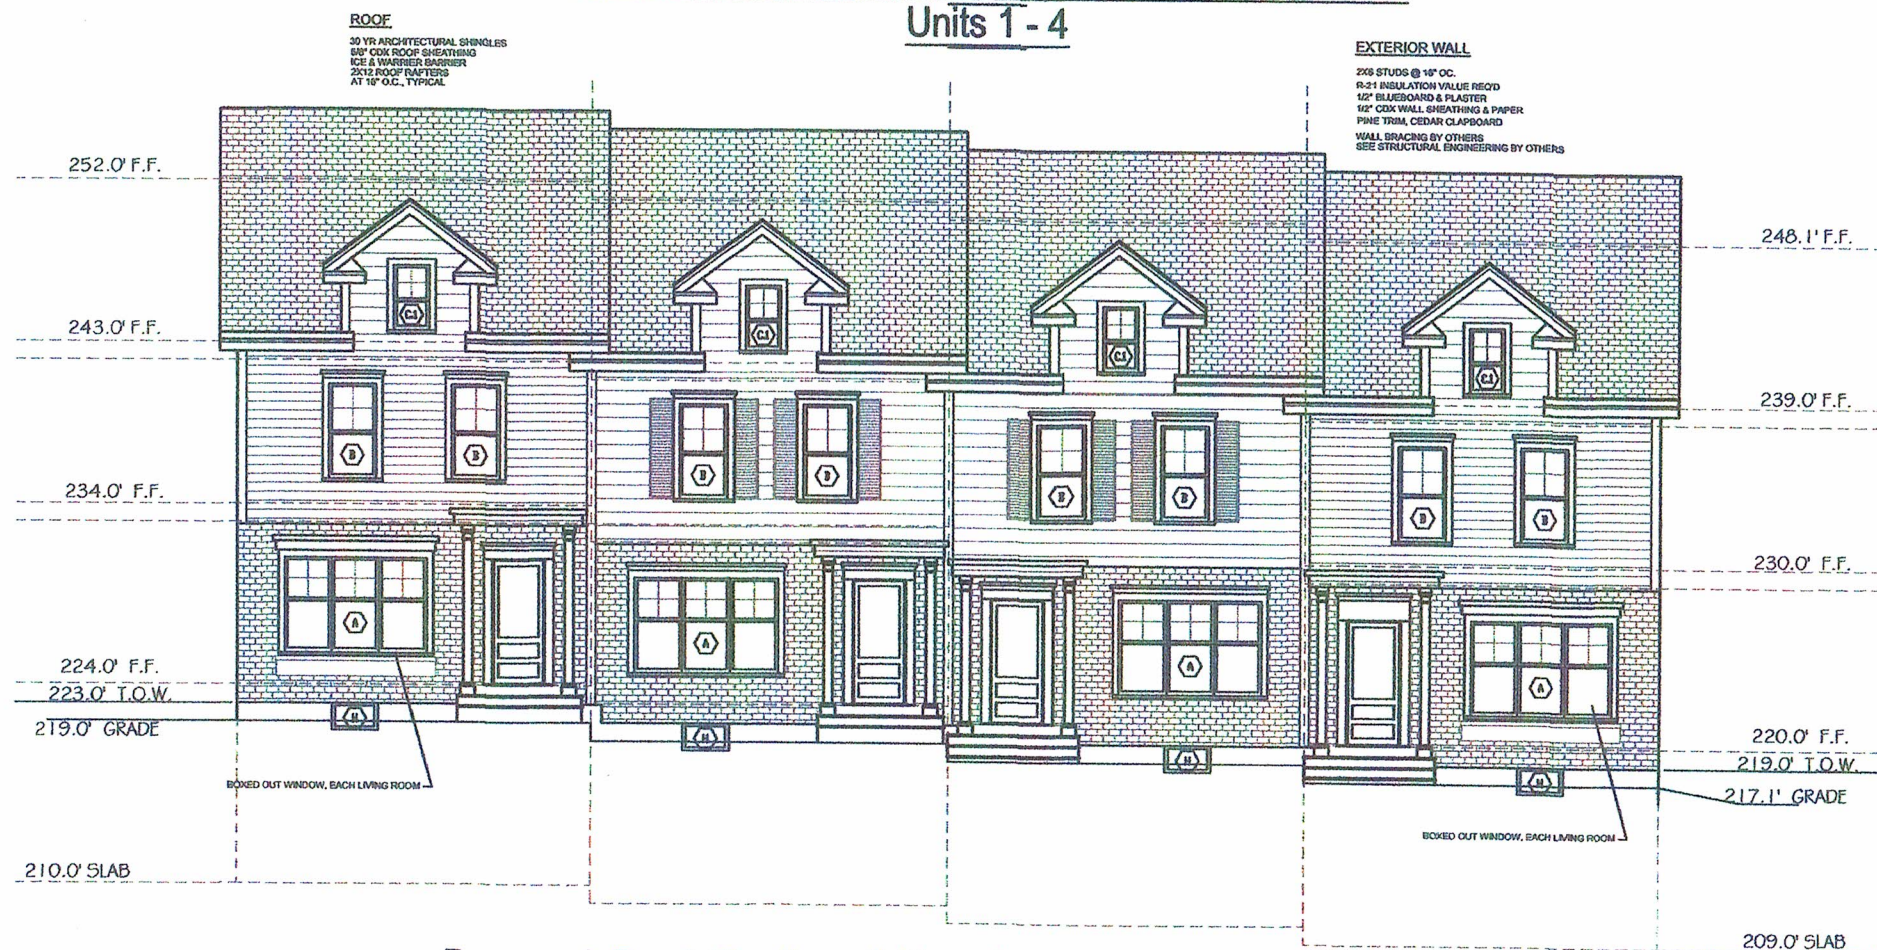 Units 1 - 4
ROOF
30 YR ARCHITECTURAL SHINGLES
5/8" CDX ROOF SHEATHING
ICE & WARRIER BARRIER
2X12 ROOF RAFTERS
AT 16" O.C., TYPICAL
EXTERIOR WALL
2X6 STUDS @ 16" OC.
R-21 INSULATION VALUE REQ'D
1/2" BLUEBOARD & PLASTER
1/2" CDX WALL SHEATHING & PAPER
PINE TRIM, CEDAR CLAPBOARD
WALL BRACING BY OTHERS
SEE STRUCTURAL ENGINEERING BY OTHERS
252.0' F.F.
248.1' F.F.
C.1
C.1
C.1
C.1
243.0' F.F.
239.0' F.F.
B
B
B
B
B
B
B
B
234.0' F.F.
230.0' F.F.
A
A
A
A
224.0' F.F.
223.0' T.O.W.
219.0' GRADE
220.0' F.F.
219.0' T.O.W.
217.1' GRADE
H
H
H
H
BOXED OUT WINDOW, EACH LIVING ROOM
BOXED OUT WINDOW, EACH LIVING ROOM
210.0' SLAB
209.0' SLAB